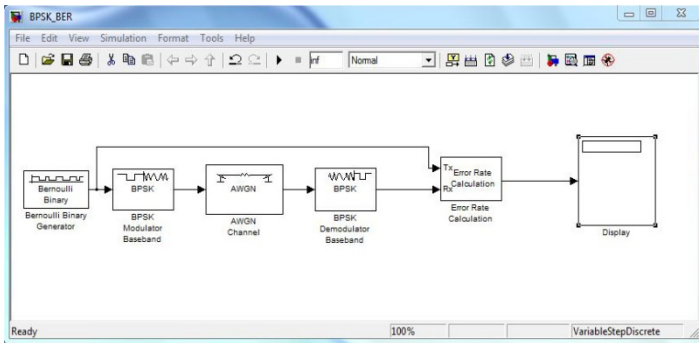 BPSK_BER
File Edit View Simulation Format Tools Help
inf Normal
Bernoulli
Binary
Bernoulli Binary
Generator
BPSK
BPSK
Modulator
Baseband
AWGN
AWGN
Channel
BPSK
BPSK
Demodulator
Baseband
Tx
Rx
Error Rate
Calculation
Error Rate
Calculation
Display
Ready 100% VariableStepDiscrete